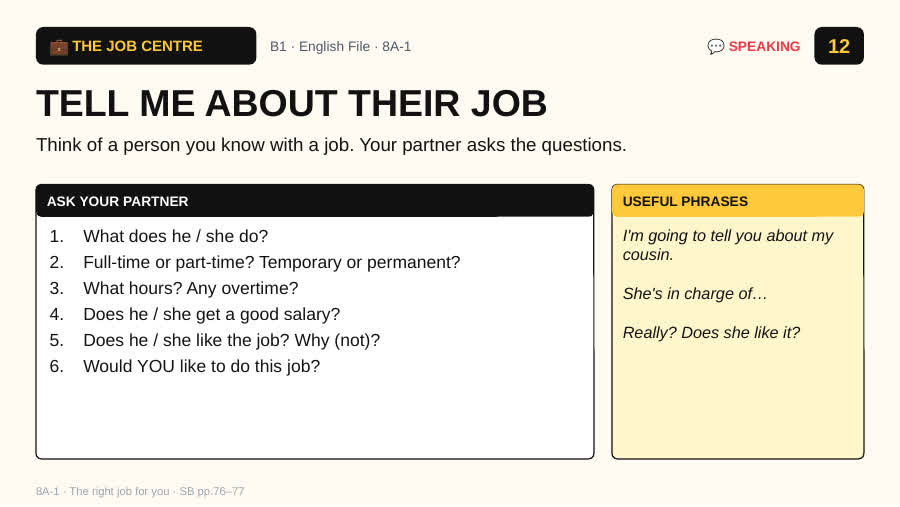 💼 THE JOB CENTRE
B1 · English File · 8A-1
💬 SPEAKING
12
TELL ME ABOUT THEIR JOB
Think of a person you know with a job. Your partner asks the questions.
ASK YOUR PARTNER
1. What does he / she do?
2. Full-time or part-time? Temporary or permanent?
3. What hours? Any overtime?
4. Does he / she get a good salary?
5. Does he / she like the job? Why (not)?
6. Would YOU like to do this job?
USEFUL PHRASES
I'm going to tell you about my
cousin.
She's in charge of…
Really? Does she like it?
8A-1 · The right job for you · SB pp.76–77